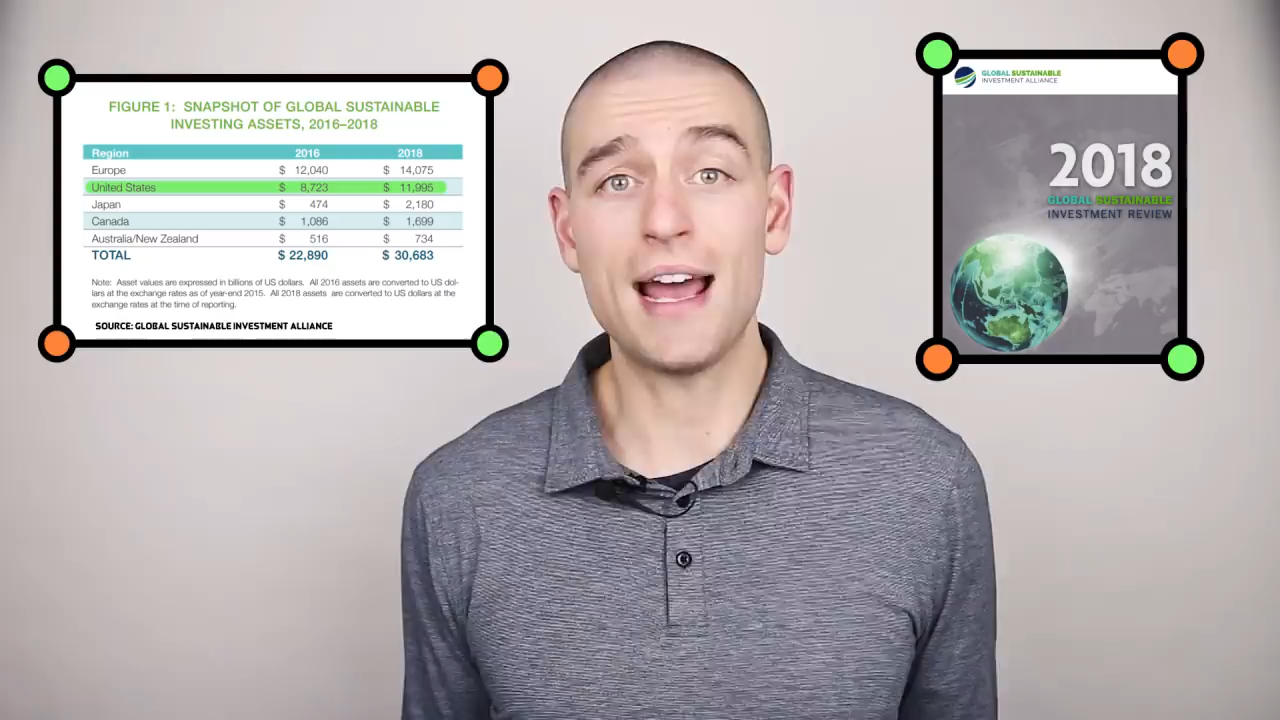 FIGURE 1: SNAPSHOT OF GLOBAL SUSTAINABLE
INVESTING ASSETS, 2016–2018
Region 2016 2018
Europe $ 12,040 $ 14,075
United States $ 8,723 $ 11,995
Japan $ 474 $ 2,180
Canada $ 1,086 $ 1,699
Australia/New Zealand $ 516 $ 734
TOTAL $ 22,890 $ 30,683
Note: Asset values are expressed in billions of US dollars. All 2016 assets are converted to US dol-
lars at the exchange rates as of year-end 2015. All 2018 assets are converted to US dollars at the
exchange rates at the time of reporting.
SOURCE: GLOBAL SUSTAINABLE INVESTMENT ALLIANCE
GLOBAL SUSTAINABLE
INVESTMENT ALLIANCE
2018
GLOBAL SUSTAINABLE
INVESTMENT REVIEW